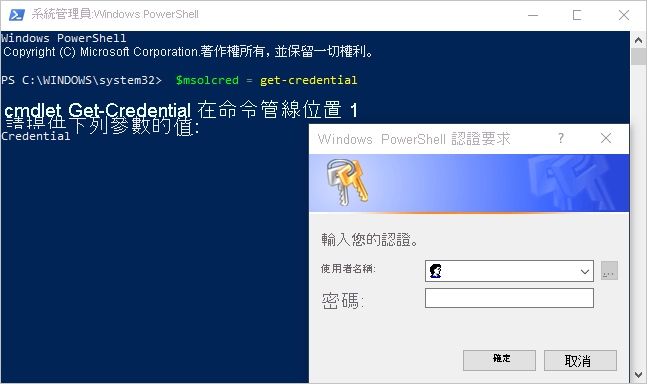 系統管理員:Windows PowerShell
Windows PowerShell
Copyright (C) Microsoft Corporation.著作權所有，並保留一切權利。
PS C:\WINDOWS\system32> $msolcred = get-credential
cmdlet Get-Credential 在命令管線位置 1
請提供下列參數的值:
Credential
Windows PowerShell 認證要求
?
輸入您的認證。
使用者名稱:
...
密碼:
確定
取消